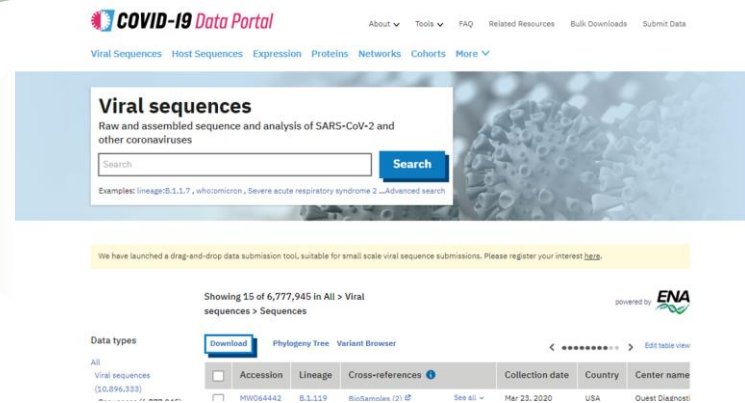 COVID-19 Data Portal
About Tools FAQ Related Resources Bulk Downloads Submit Data
Viral Sequences Host Sequences Expression Proteins Networks Cohorts More
Viral sequences
Raw and assembled sequence and analysis of SARS-CoV-2 and
other coronaviruses
Search Search
Examples: lineage:B.1.1.7 , who:omicron , Severe acute respiratory syndrome 2 ...Advanced search
We have launched a drag-and-drop data submission tool, suitable for small scale viral sequence submissions. Please register your interest here.
Showing 15 of 6,777,945 in All > Viral
sequences > Sequences
powered by ENA
Data types
Download Phylogeny Tree Variant Browser Edit table view
All
Viral sequences
(10,896,333)
Accession Lineage Cross-references Collection date Country Center name
Sequences (6,777,945)
MW064442 B.1.119 BioSamples (2) See all Mar 23, 2020 USA Quest Diagnosti